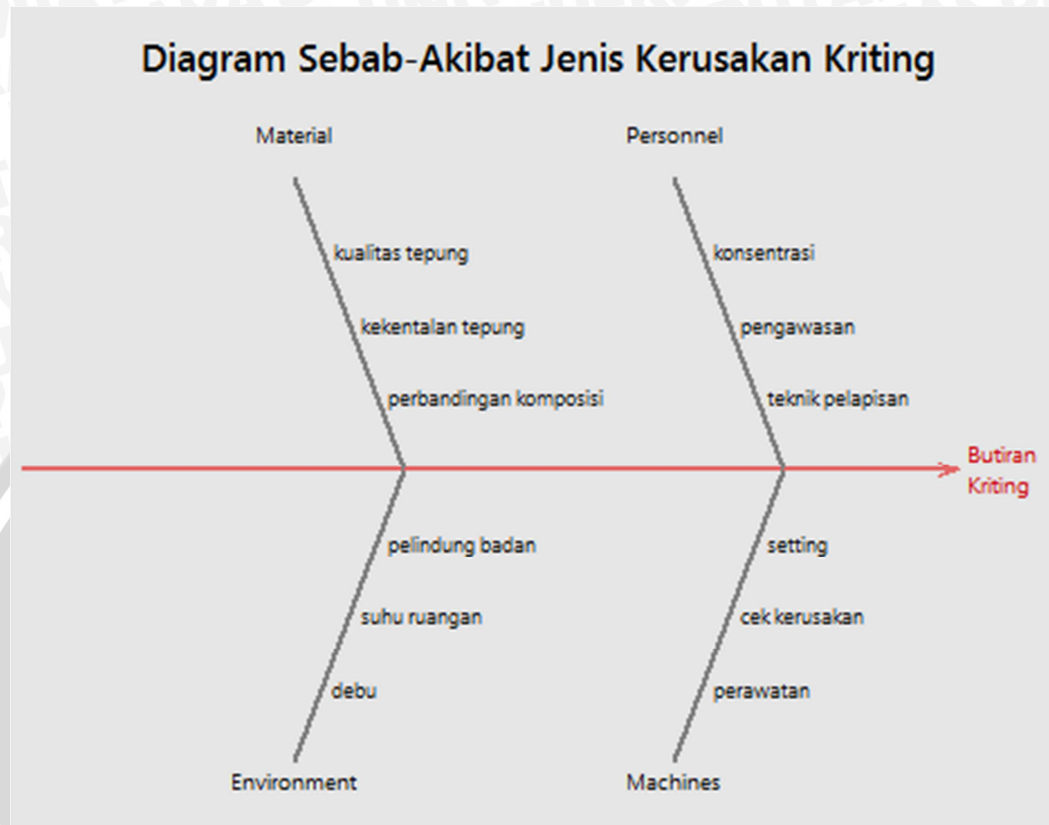 Diagram Sebab-Akibat Jenis Kerusakan Kriting
Material
Personnel
kualitas tepung
konsentrasi
kekentalan tepung
pengawasan
perbandingan komposisi
teknik pelapisan
Butiran
Kriting
pelindung badan
setting
suhu ruangan
cek kerusakan
debu
perawatan
Environment
Machines